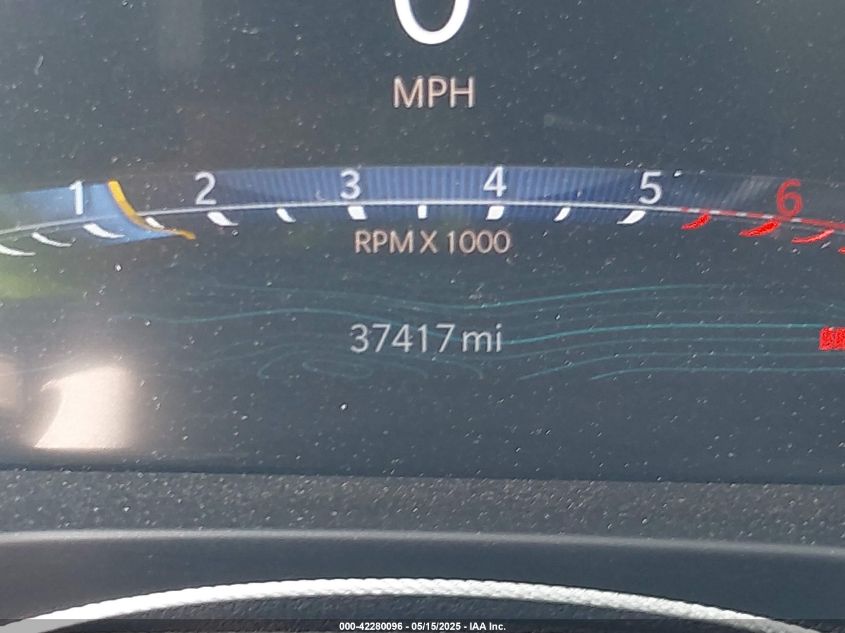 0
MPH
1 2 3 4 5 6
RPM X 1000
37417 mi
000-42280096 - 05/15/2025 - IAA Inc.